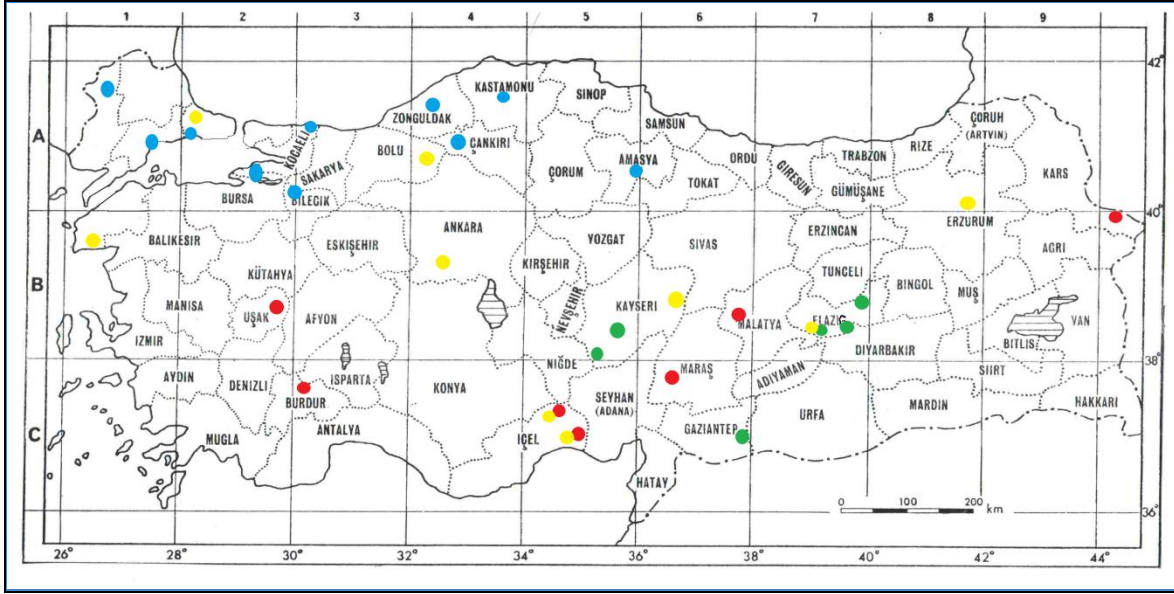 1 2 3 4 5 6 7 8 9
42°
A
KASTAMONU
SINOP
ZONGULDAK
SAMSUN
ÇORUH
(ARTVIN)
KOCAELİ
BOLU
ÇANKIRI
ÇORUM
AMASYA
ORDU
GIRESUN
TRABZON
RIZE
KARS
SAKARYA
TOKAT
GÜMÜŞANE
BURSA
BILECIK
40°
BALIKESIR
ESKIŞEHIR
ANKARA
YOZGAT
SIVAS
ERZINCAN
ERZURUM
AGRI
B
KÜTAHYA
KIRŞEHIR
TUNCELI
BINGOL
MUŞ
MANISA
UŞAK
AFYON
NEVŞEHIR
KAYSERI
MALATYA
ELAZIG
VAN
IZMIR
DIYARBAKIR
BITLIS
38°
AYDIN
DENIZLI
ISPARTA
BURDUR
KONYA
NIĞDE
MARAŞ
ADIYAMAN
SIIRT
SEYHAN
(ADANA)
URFA
MARDIN
HAKKARI
C
MUGLA
ANTALYA
IÇEL
GAZIANTEP
HATAY
0 100 200 km
36°
26° 28° 30° 32° 34° 36° 38° 40° 42° 44°